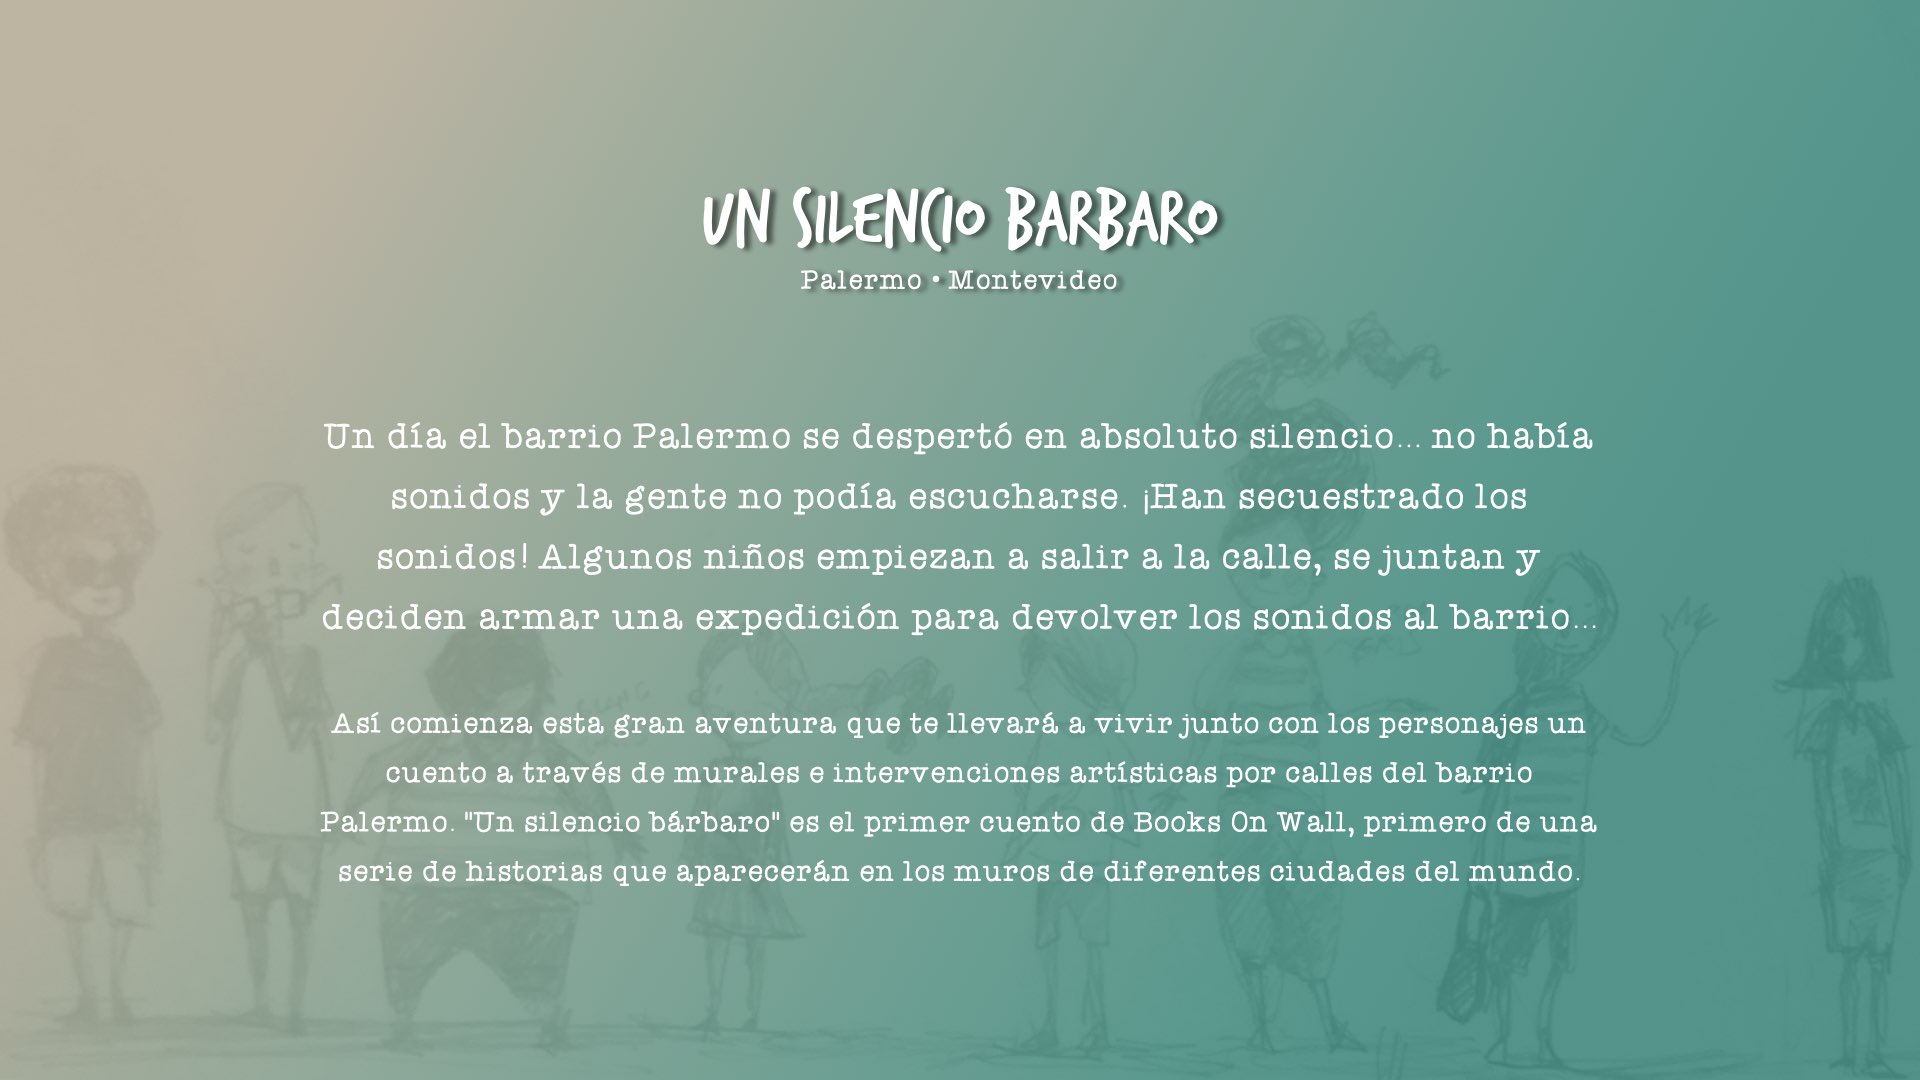 UN SILENCIO BARBARO
Palermo • Montevideo
Un día el barrio Palermo se despertó en absoluto silencio... no había
sonidos y la gente no podía escucharse. ¡Han secuestrado los
sonidos! Algunos niños empiezan a salir a la calle, se juntan y
deciden armar una expedición para devolver los sonidos al barrio...
Así comienza esta gran aventura que te llevará a vivir junto con los personajes un
cuento a través de murales e intervenciones artísticas por calles del barrio
Palermo. "Un silencio bárbaro" es el primer cuento de Books On Wall, primero de una
serie de historias que aparecerán en los muros de diferentes ciudades del mundo.